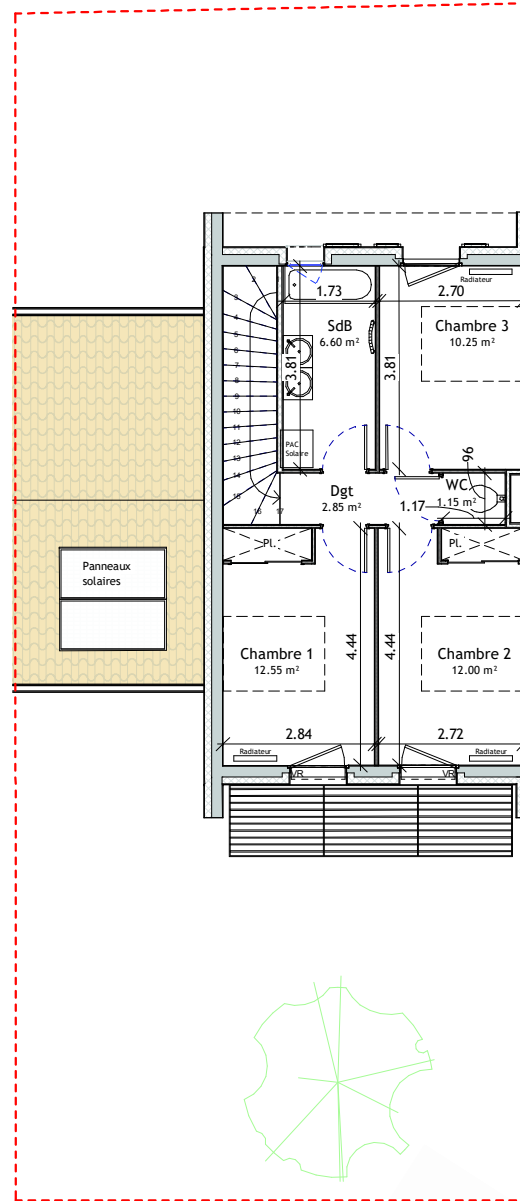 Radiateur
1.73
2.70
SdB
6.60 m²
Chambre 3
10.25 m²
3.81
3.81
2
3
4
5
6
7
8
9
10
11
12
13
14
15
16
17
PAC
Solaire
96
WC
1.15 m²
Dgt
2.85 m²
1.17
Pl.
Pl.
Panneaux
solaires
Chambre 1
12.55 m²
4.44
4.44
Chambre 2
12.00 m²
2.84
2.72
Radiateur
Radiateur
VR
VR